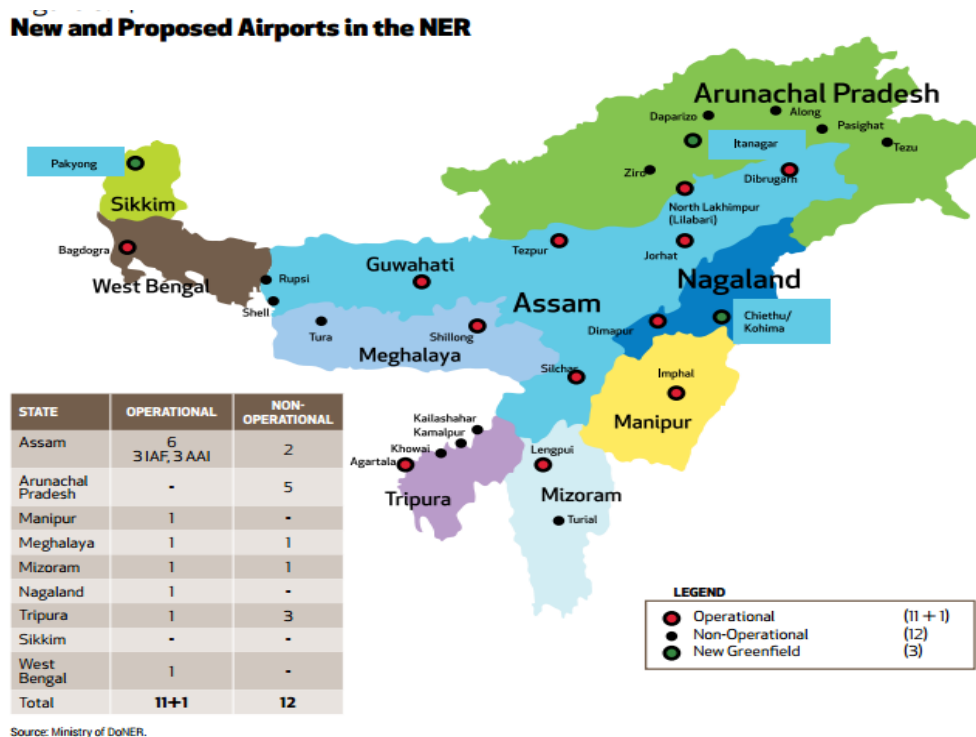 New and Proposed Airports in the NER
Arunachal Pradesh
Daparizo
Along
Pasighat
Itanagar
Tezu
Pakyong
Ziro
Dibrugarh
Sikkim
North Lakhimpur
(Lilabari)
Bagdogra
Tezpur
Jorhat
Guwahati
Nagaland
West Bengal
Rupsi
Assam
Shell
Chiethu/
Kohima
Tura
Shillong
Dimapur
Meghalaya
Silchar
Imphal
Manipur
Kailashahar
Kamalpur
Khowai
Agartala
Lengpui
Tripura
Mizoram
Turial
STATE OPERATIONAL NON-
OPERATIONAL
Assam 6
3 IAF, 3 AAI 2
Arunachal
Pradesh - 5
Manipur 1 -
Meghalaya 1 1
Mizoram 1 1
Nagaland 1 -
Tripura 1 3
Sikkim - -
West
Bengal 1 -
Total 11+1 12
LEGEND
Operational (11 + 1)
Non-Operational (12)
New Greenfield (3)
Source: Ministry of DoNER.